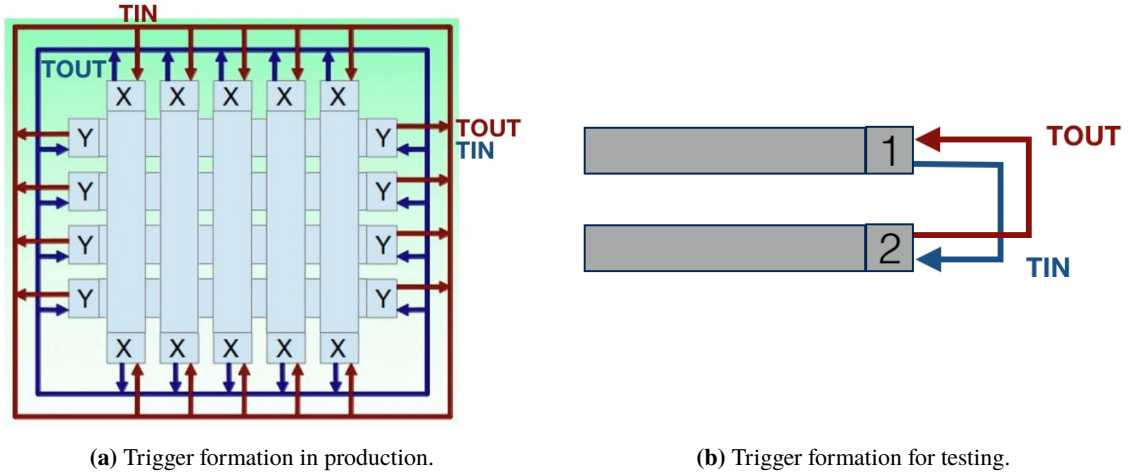 TIN
TOUT
X X X X X
Y Y
TOUT
TIN
Y Y
Y Y
Y Y
X X X X X
(a) Trigger formation in production.
1
TOUT
2
TIN
(b) Trigger formation for testing.